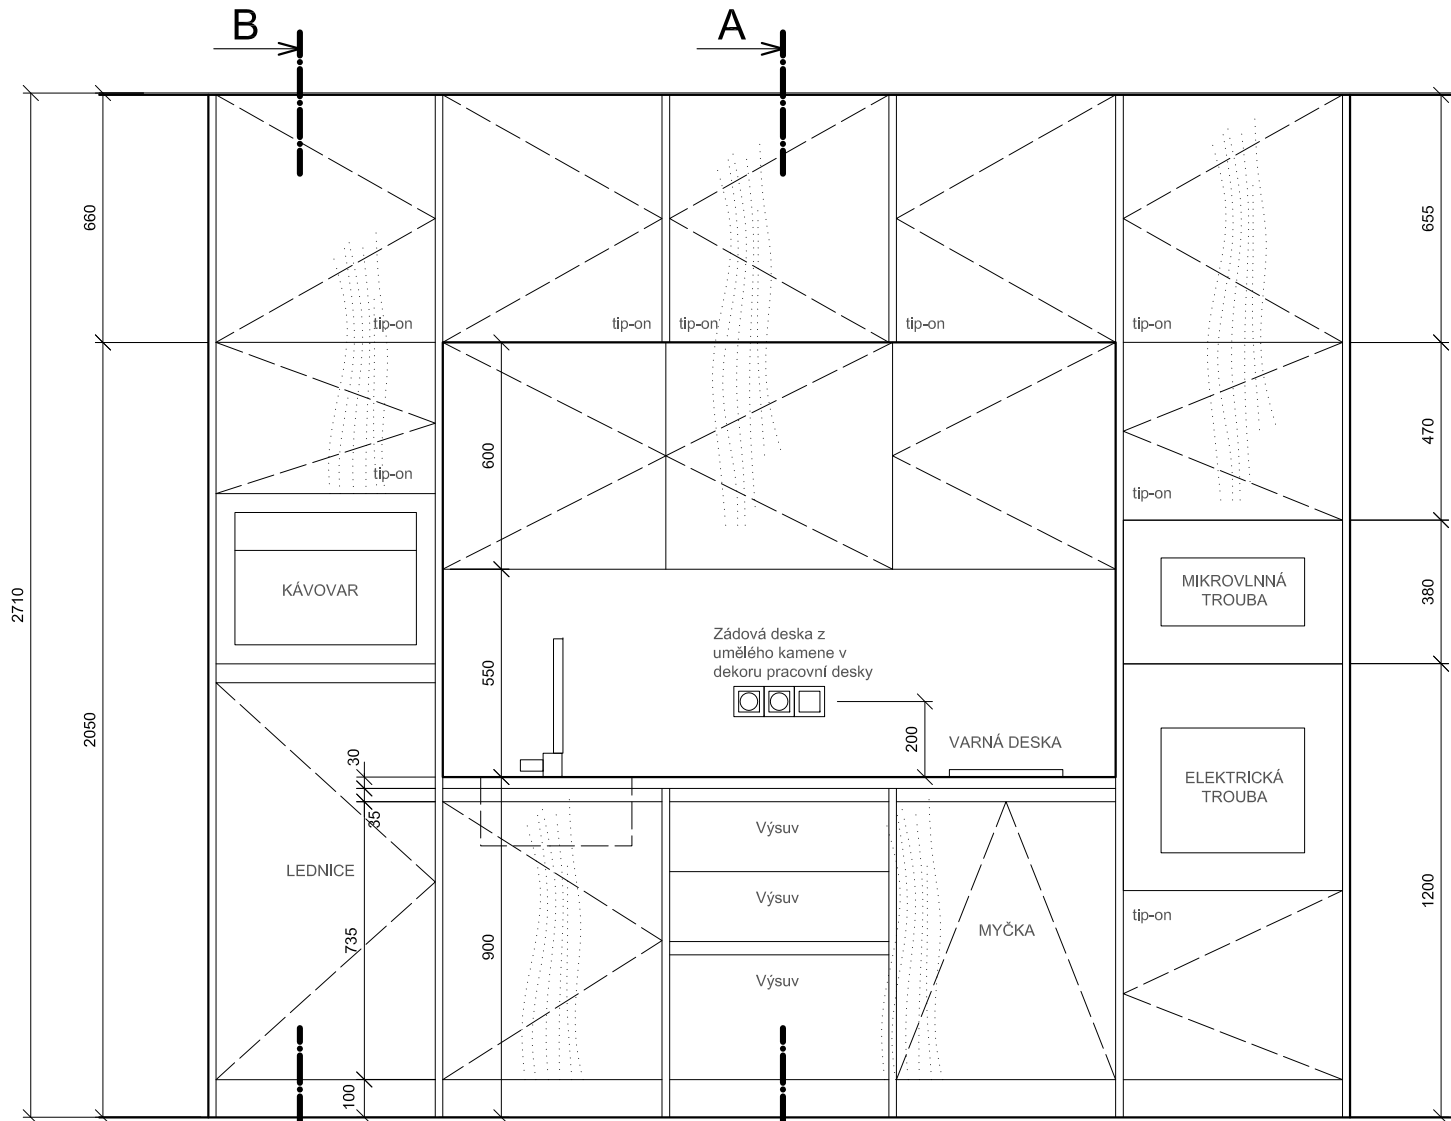 B
A
660
655
tip-on
tip-on
tip-on
tip-on
tip-on
470
600
tip-on
tip-on
KÁVOVAR
MIKROVLNNÁ
TROUBA
380
2710
Zádová deska z
umělého kamene v
dekoru pracovní desky
550
2050
200
VARNÁ DESKA
30
ELEKTRICKÁ
TROUBA
35
Výsuv
LEDNICE
Výsuv
1200
tip-on
MYČKA
735
900
Výsuv
100